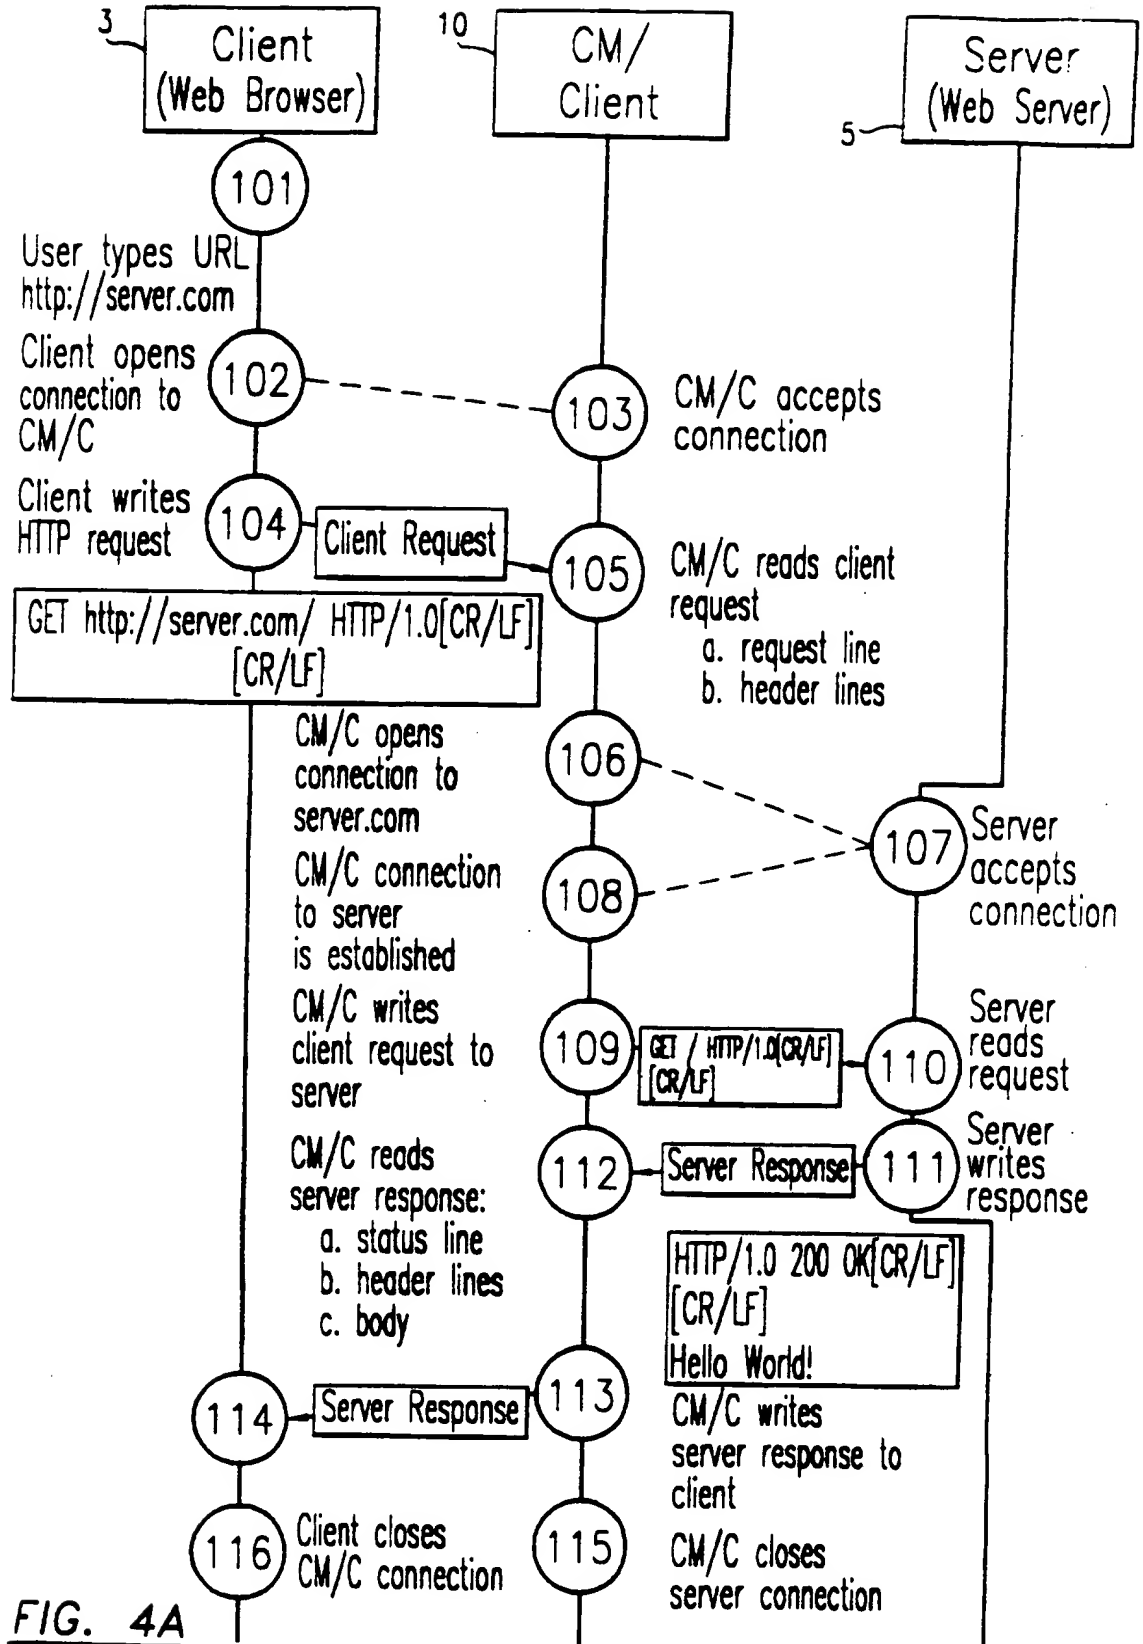 3
Client
(Web Browser)
10
CM/
Client
Server
(Web Server)
5
101
User types URL
http://server.com
Client opens
connection to
CM/C
102
103
CM/C accepts
connection
Client writes
HTTP request
104
Client Request
105
CM/C reads client
request
a. request line
b. header lines
GET http://server.com/ HTTP/1.0[CR/LF]
[CR/LF]
CM/C opens
connection to
server.com
106
107
Server
accepts
connection
CM/C connection
to server
is established
108
CM/C writes
client request to
server
109
GET / HTTP/1.0[CR/LF]
[CR/LF]
110
Server
reads
request
CM/C reads
server response:
a. status line
b. header lines
c. body
112
Server Response
111
Server
writes
response
HTTP/1.0 200 OK[CR/LF]
[CR/LF]
Hello World!
114
Server Response
113
CM/C writes
server response to
client
116
Client closes
CM/C connection
115
CM/C closes
server connection
FIG. 4A